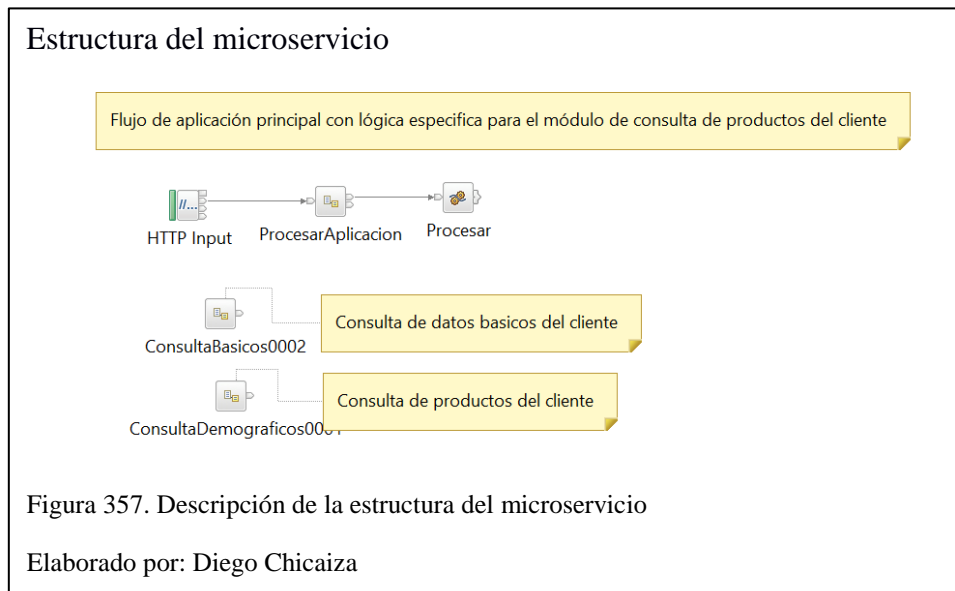 Estructura del microservicio
Flujo de aplicación principal con lógica especifica para el módulo de consulta de productos del cliente
//...
HTTP Input
ProcesarAplicacion
Procesar
Consulta de datos basicos del cliente
ConsultaBasicos0002
Consulta de productos del cliente
Figura 357. Descripción de la estructura del microservicio
Elaborado por: Diego Chicaiza